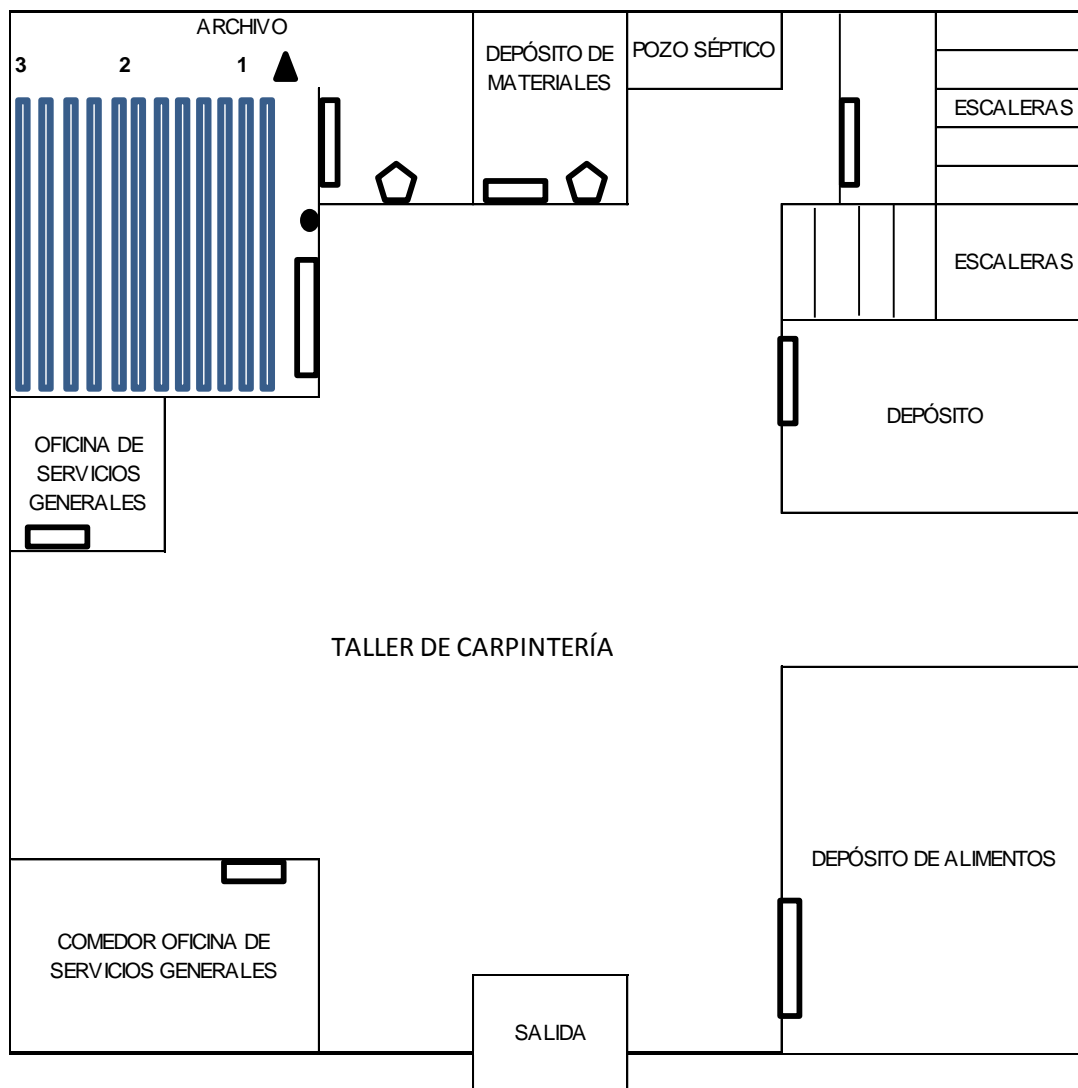 ARCHIVO
3 2 1
DEPÓSITO DE
MATERIALES
POZO SÉPTICO
ESCALERAS
ESCALERAS
DEPÓSITO
OFICINA DE
SERVICIOS
GENERALES
TALLER DE CARPINTERÍA
DEPÓSITO DE ALIMENTOS
COMEDOR OFICINA DE
SERVICIOS GENERALES
SALIDA